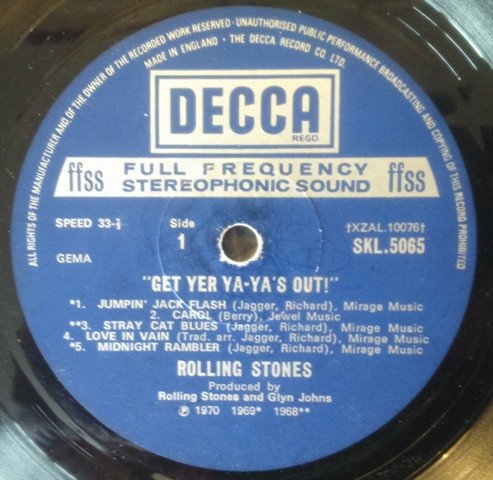 ALL RIGHTS OF THE MANUFACTURER AND OF THE OWNER OF THE RECORDED WORK RESERVED · UNAUTHORISED PUBLIC PERFORMANCE BROADCASTING AND COPYING OF THIS RECORD PROHIBITED
MADE IN ENGLAND · THE DECCA RECORD CO. LTD.
DECCA
REGD.
ffss FULL FREQUENCY STEREOPHONIC SOUND ffss
SPEED 33-⅓ Side 1 †XZAL.10076†
SKL.5065
GEMA
"GET YER YA-YA'S OUT!"
*1. JUMPIN' JACK FLASH (Jagger, Richard), Mirage Music
2. CAROL (Berry), Jewel Music
**3. STRAY CAT BLUES (Jagger, Richard), Mirage Music
4. LOVE IN VAIN (Trad. arr. Jagger, Richard), Mirage Music
*5. MIDNIGHT RAMBLER (Jagger, Richard), Mirage Music
ROLLING STONES
Produced by
Rolling Stones and Glyn Johns
℗ 1970 1969* 1968**